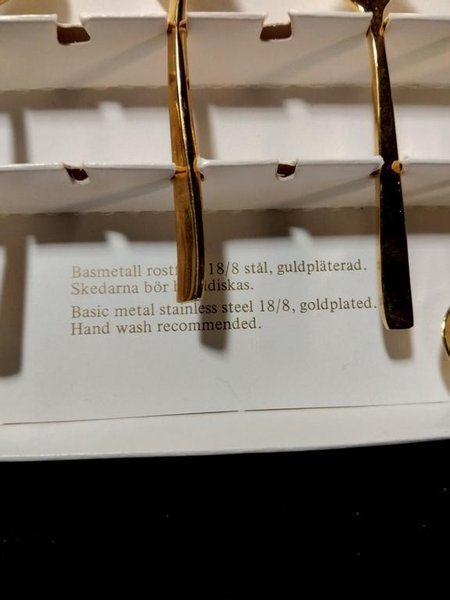 Basmetall 18/8 stål, guldpläterad.
Skedarna bör
Basic metal stainless steel 18/8, goldplated.
Hand wash recommended.